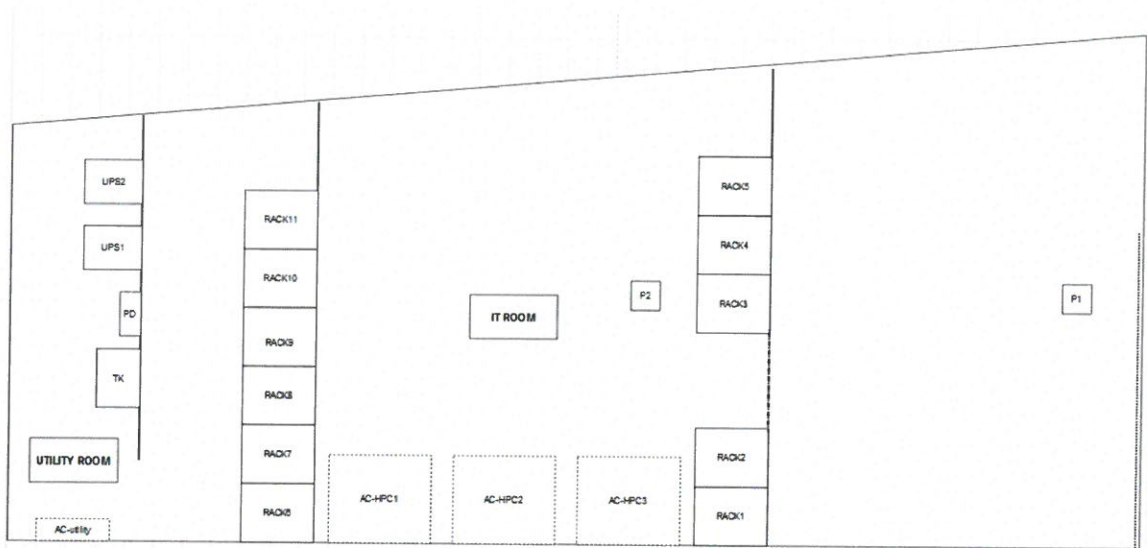 UPS2
UPS1
PD
TK
UTILITY ROOM
AC-utility
RACK11
RACK10
RACK9
RACK8
RACK7
RACK6
IT ROOM
P2
AC-HPC1
AC-HPC2
AC-HPC3
RACK5
RACK4
RACK3
RACK2
RACK1
P1